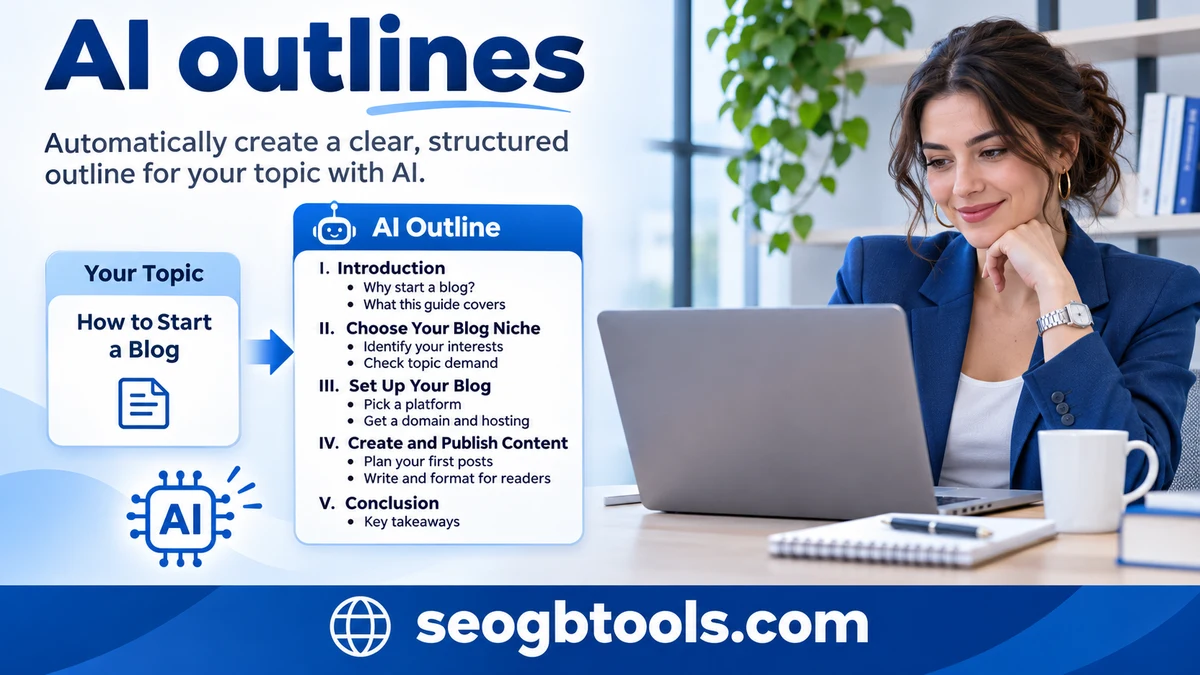 AI outlines
Automatically create a clear, structured
outline for your topic with AI.
Your Topic
How to Start
a Blog
AI Outline
I. Introduction
• Why start a blog?
• What this guide covers
II. Choose Your Blog Niche
• Identify your interests
• Check topic demand
III. Set Up Your Blog
• Pick a platform
• Get a domain and hosting
IV. Create and Publish Content
• Plan your first posts
• Write and format for readers
V. Conclusion
• Key takeaways
AI
seogbtools.com